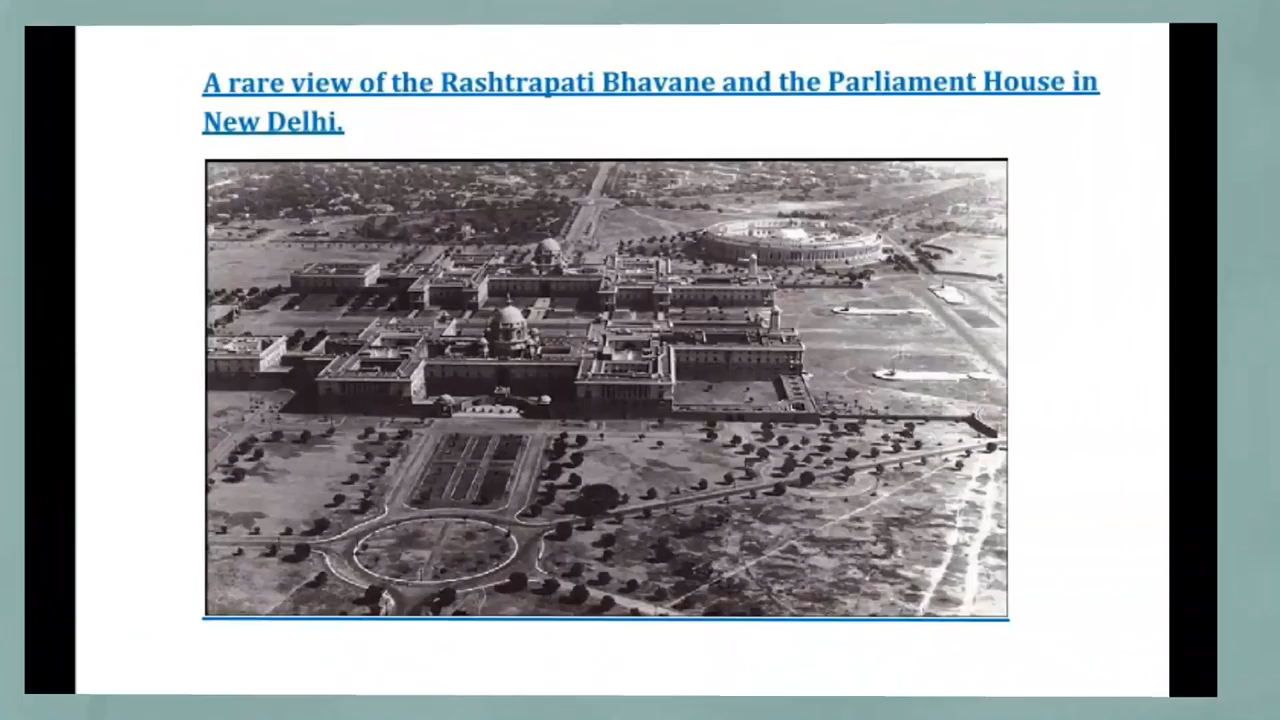 A rare view of the Rashtrapati Bhavane and the Parliament House in
New Delhi.